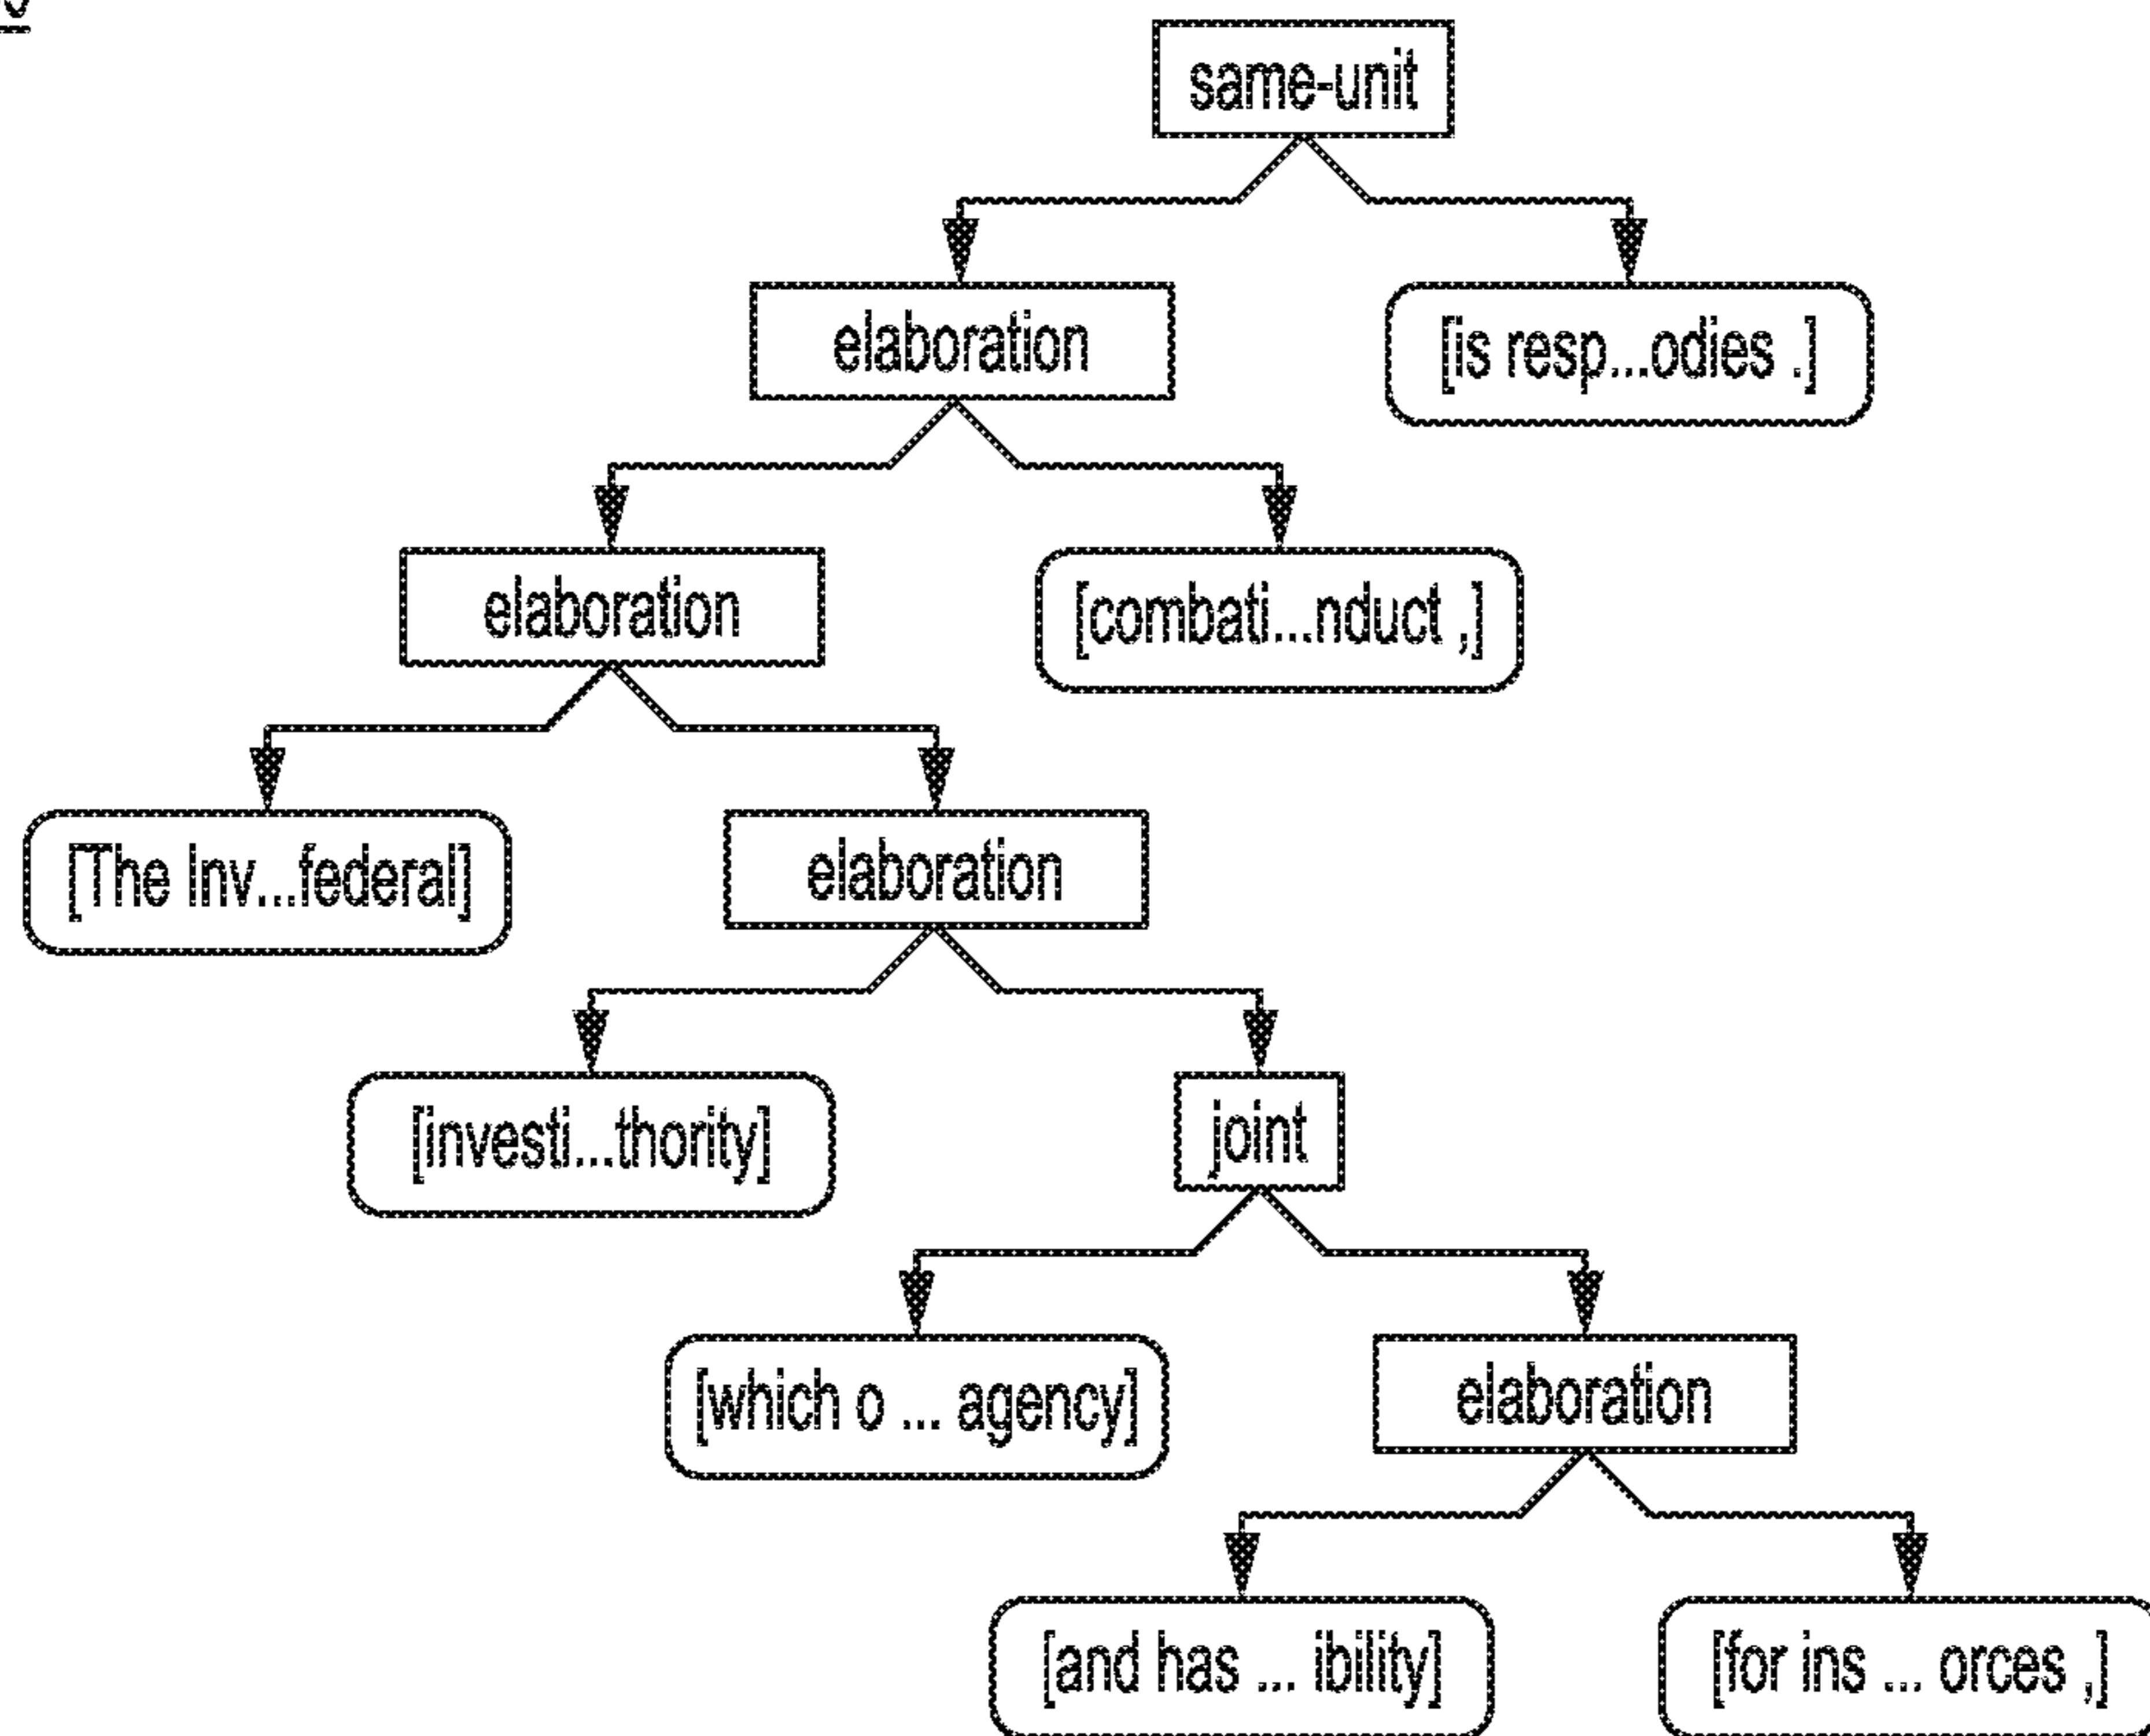 same-unit
elaboration
[is resp...odies .]
elaboration
[combati...nduct ,]
[The Inv...federal]
elaboration
[investi...thority]
joint
[which o ... agency]
elaboration
[and has ... ibility]
[for ins ... orces ,]